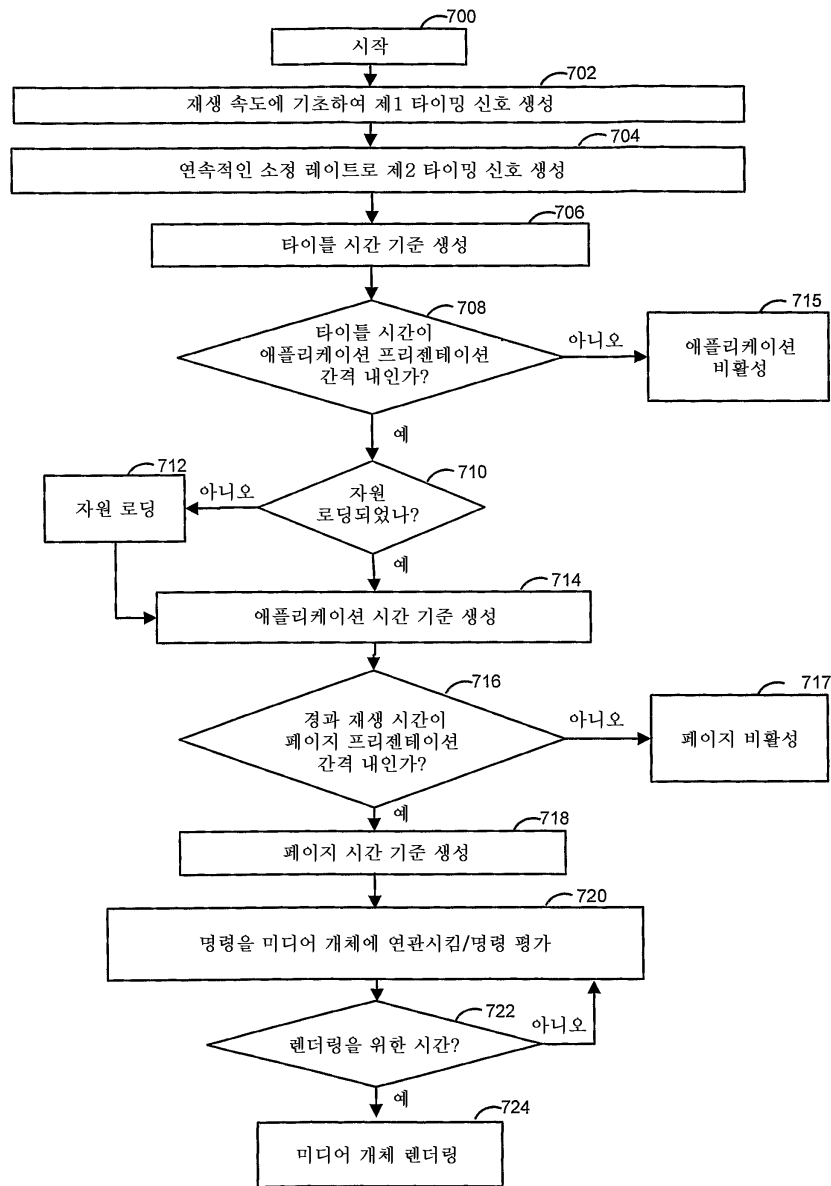 700
시작
702
재생 속도에 기초하여 제1 타이밍 신호 생성
704
연속적인 소정 레이트로 제2 타이밍 신호 생성
706
타이틀 시간 기준 생성
708
타이틀 시간이
애플리케이션 프리젠테이션
간격 내인가?
아니오
715
애플리케이션
비활성
예
710
자원
로딩되었나?
아니오
712
자원 로딩
예
714
애플리케이션 시간 기준 생성
716
경과 재생 시간이
페이지 프리젠테이션
간격 내인가?
아니오
717
페이지 비활성
예
718
페이지 시간 기준 생성
720
명령을 미디어 개체에 연관시킴/명령 평가
722
렌더링을 위한 시간?
아니오
예
724
미디어 개체 렌더링